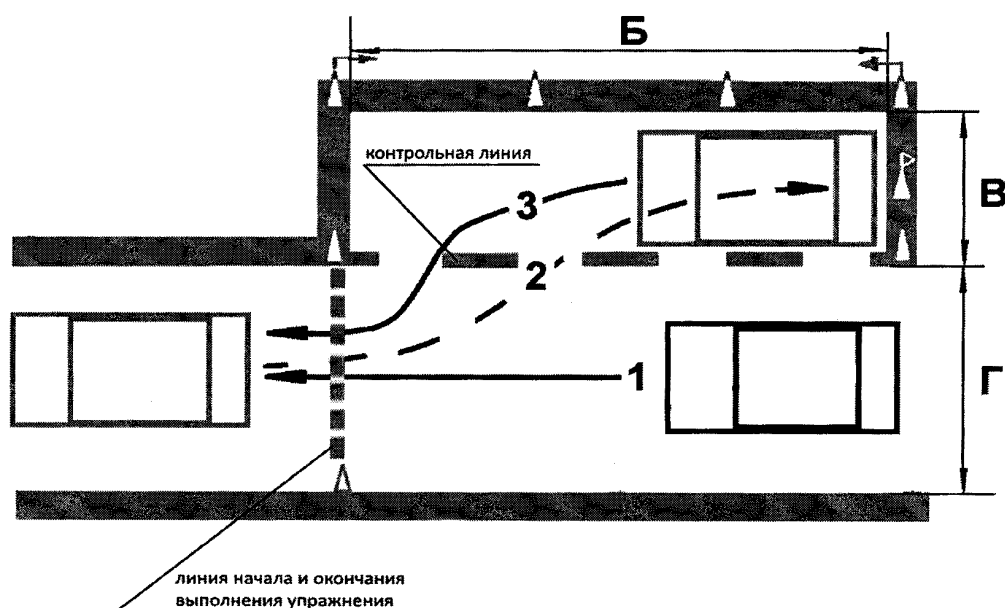 Б
контрольная линия
В
3
2
1
Г
линия начала и окончания
выполнения упражнения